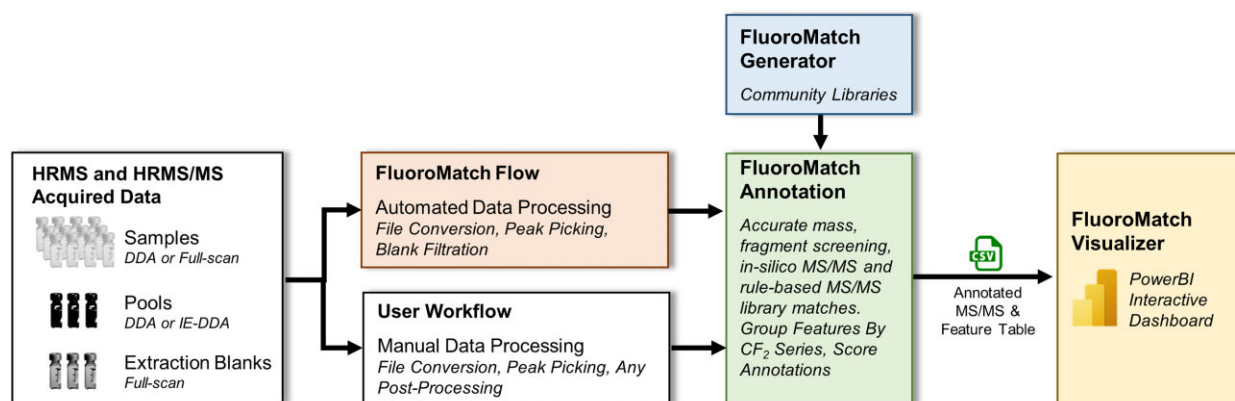 FluoroMatch
Generator
Community Libraries
HRMS and HRMS/MS
Acquired Data
Samples
DDA or Full-scan
Pools
DDA or IE-DDA
Extraction Blanks
Full-scan
FluoroMatch Flow
Automated Data Processing
File Conversion, Peak Picking,
Blank Filtration
User Workflow
Manual Data Processing
File Conversion, Peak Picking, Any
Post-Processing
FluoroMatch
Annotation
Accurate mass,
fragment screening,
in-silico MS/MS and
rule-based MS/MS
library matches.
Group Features By
CF₂ Series, Score
Annotations
CSV
Annotated
MS/MS &
Feature Table
FluoroMatch
Visualizer
PowerBI
Interactive
Dashboard